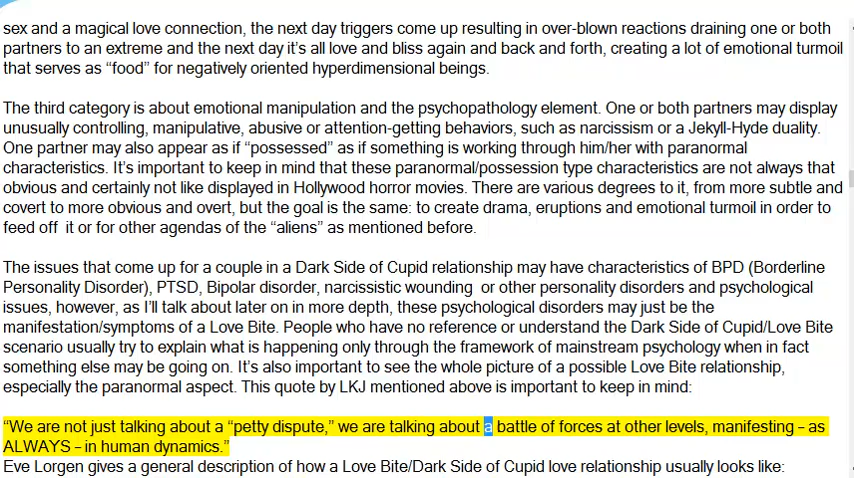 sex and a magical love connection, the next day triggers come up resulting in over-blown reactions draining one or both
partners to an extreme and the next day it's all love and bliss again and back and forth, creating a lot of emotional turmoil
that serves as “food” for negatively oriented hyperdimensional beings.
The third category is about emotional manipulation and the psychopathology element. One or both partners may display
unusually controlling, manipulative, abusive or attention-getting behaviors, such as narcissism or a Jekyll-Hyde duality.
One partner may also appear as if “possessed” as if something is working through him/her with paranormal
characteristics. It's important to keep in mind that these paranormal/possession type characteristics are not always that
obvious and certainly not like displayed in Hollywood horror movies. There are various degrees to it, from more subtle and
covert to more obvious and overt, but the goal is the same: to create drama, eruptions and emotional turmoil in order to
feed off it or for other agendas of the “aliens” as mentioned before.
The issues that come up for a couple in a Dark Side of Cupid relationship may have characteristics of BPD (Borderline
Personality Disorder), PTSD, Bipolar disorder, narcissistic wounding or other personality disorders and psychological
issues, however, as I'll talk about later on in more depth, these psychological disorders may just be the
manifestation/symptoms of a Love Bite. People who have no reference or understand the Dark Side of Cupid/Love Bite
scenario usually try to explain what is happening only through the framework of mainstream psychology when in fact
something else may be going on. It's also important to see the whole picture of a possible Love Bite relationship,
especially the paranormal aspect. This quote by LKJ mentioned above is important to keep in mind:
“We are not just talking about a “petty dispute,” we are talking about a battle of forces at other levels, manifesting – as
ALWAYS – in human dynamics.”
Eve Lorgen gives a general description of how a Love Bite/Dark Side of Cupid love relationship usually looks like: